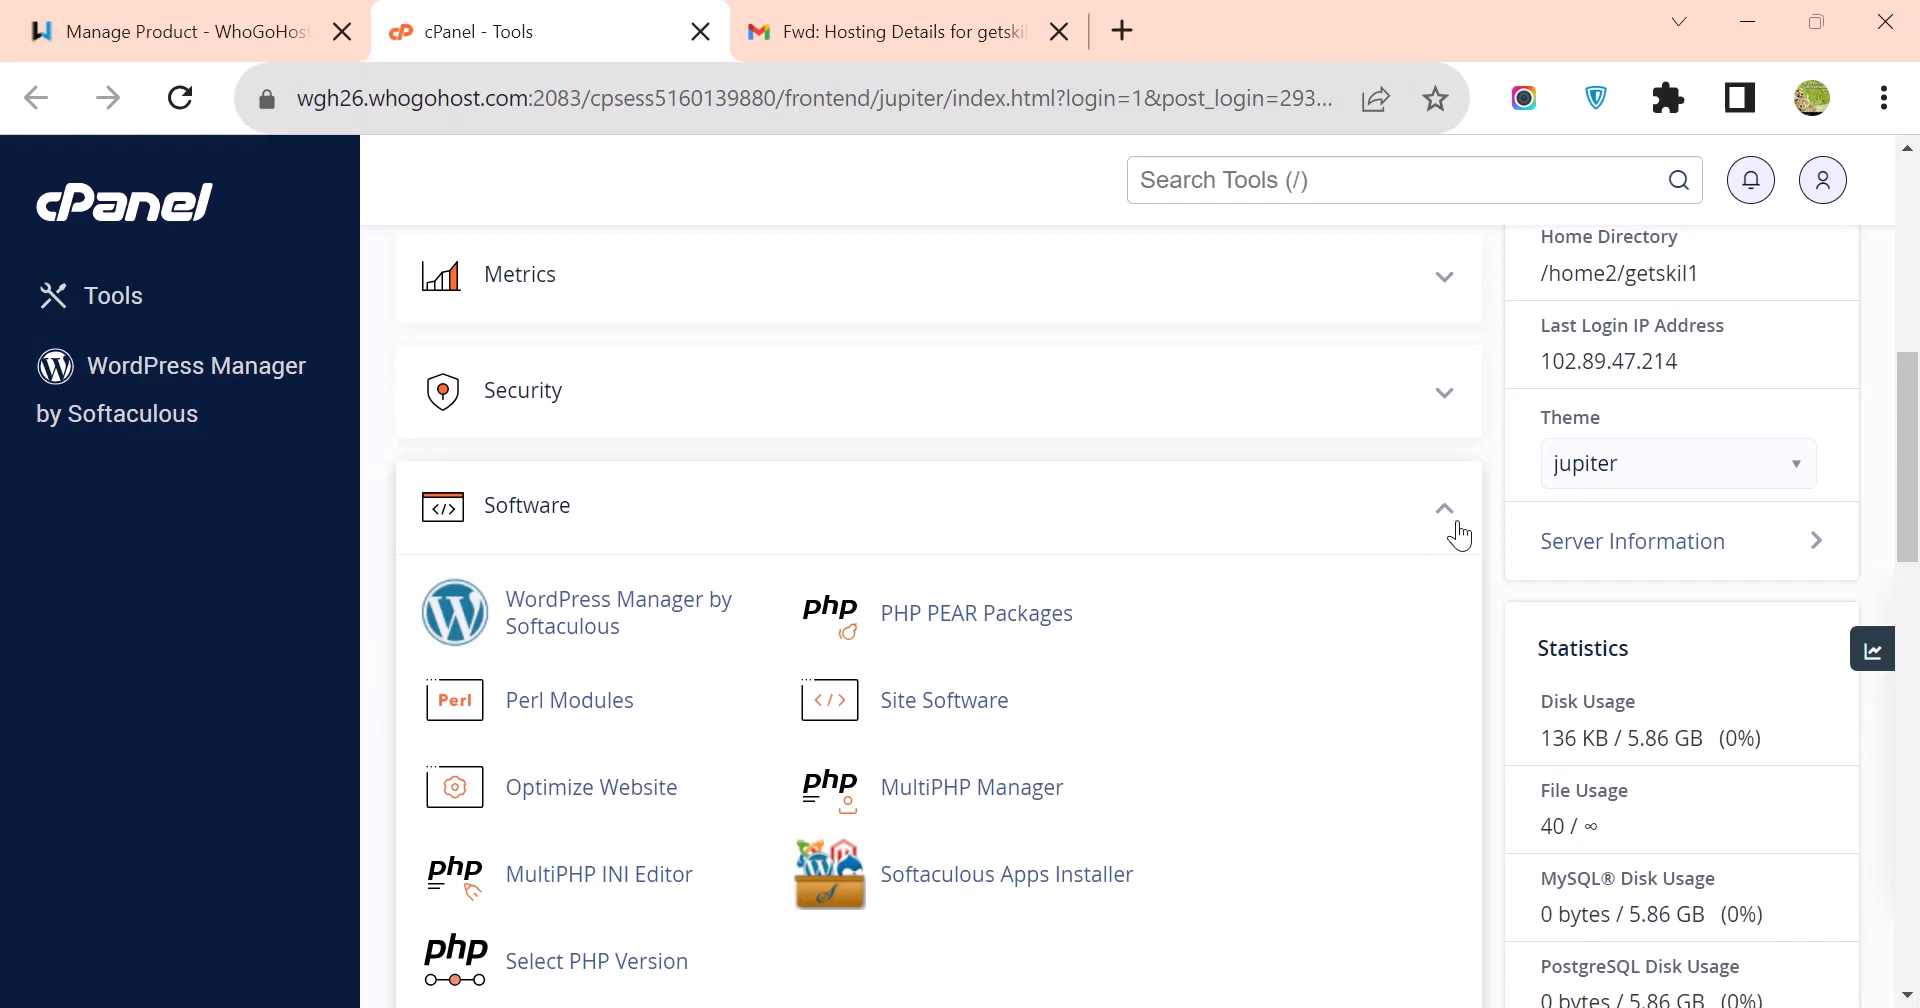 Manage Product - WhoGoHost
cPanel - Tools
Fwd: Hosting Details for getskil
wgh26.whogohost.com:2083/cpsess5160139880/frontend/jupiter/index.html?login=1&post_login=293...
cPanel
Tools
WordPress Manager
by Softaculous
Search Tools (/)
Metrics
Security
Software
WordPress Manager by
Softaculous
php
PHP PEAR Packages
Perl
Perl Modules
Site Software
Optimize Website
php
MultiPHP Manager
php
MultiPHP INI Editor
Softaculous Apps Installer
php
Select PHP Version
Home Directory
/home2/getskil1
Last Login IP Address
102.89.47.214
Theme
jupiter
Server Information
Statistics
Disk Usage
136 KB / 5.86 GB (0%)
File Usage
40 / ∞
MySQL® Disk Usage
0 bytes / 5.86 GB (0%)
PostgreSQL Disk Usage
0 bytes / 5.86 GB (0%)